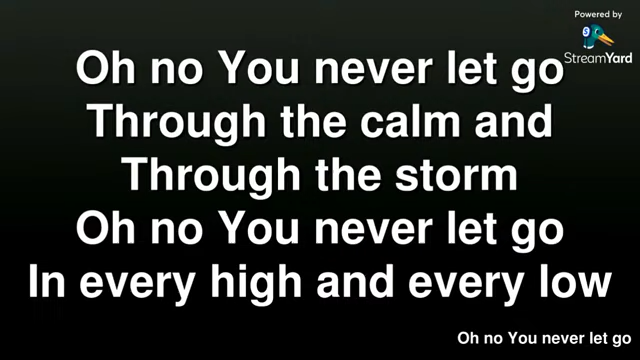 Powered by
StreamYard
Oh no You never let go
Through the calm and
Through the storm
Oh no You never let go
In every high and every low
Oh no You never let go